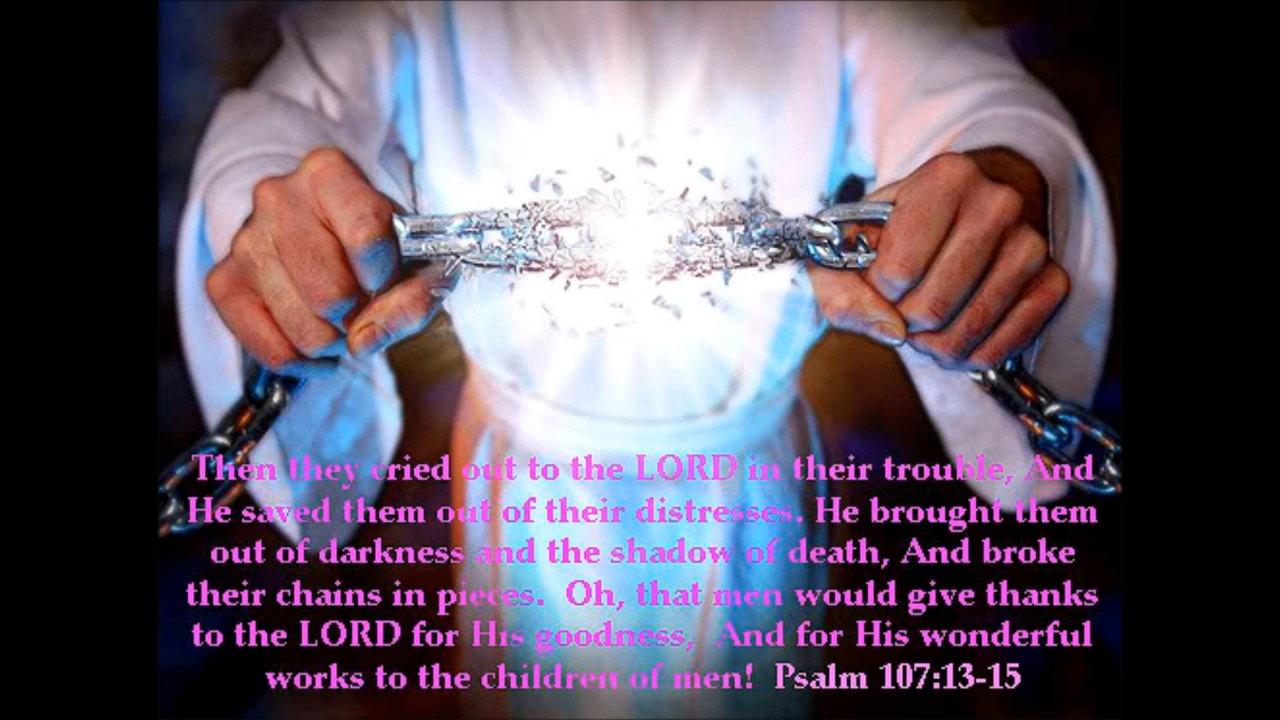 Then they cried out to the LORD in their trouble, And
He saved them out of their distresses. He brought them
out of darkness and the shadow of death, And broke
their chains in pieces.  Oh, that men would give thanks
to the LORD for His goodness,  And for His wonderful
works to the children of men!  Psalm 107:13-15